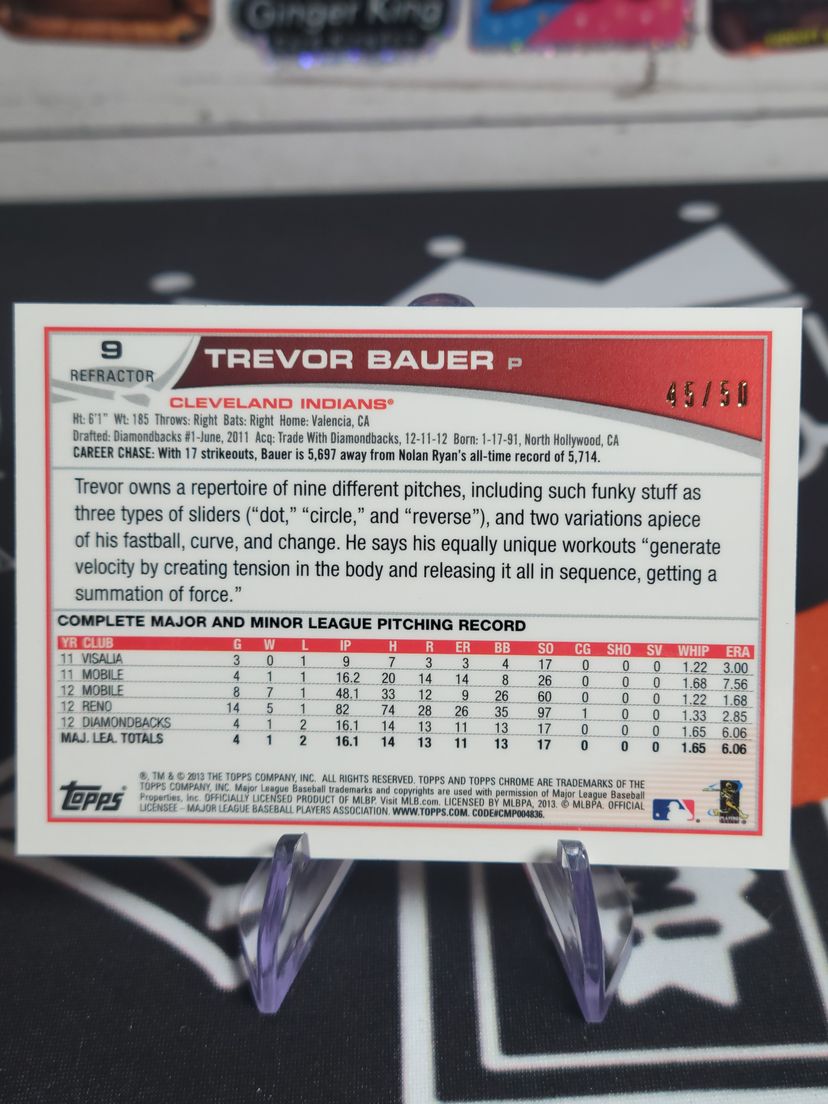 Ginger King
9
REFRACTOR
TREVOR BAUER P
45/50
CLEVELAND INDIANS®
Ht: 6'1" Wt: 185 Throws: Right Bats: Right Home: Valencia, CA
Drafted: Diamondbacks #1-June, 2011 Acq: Trade With Diamondbacks, 12-11-12 Born: 1-17-91, North Hollywood, CA
CAREER CHASE: With 17 strikeouts, Bauer is 5,697 away from Nolan Ryan's all-time record of 5,714.
Trevor owns a repertoire of nine different pitches, including such funky stuff as
three types of sliders ("dot," "circle," and "reverse"), and two variations apiece
of his fastball, curve, and change. He says his equally unique workouts "generate
velocity by creating tension in the body and releasing it all in sequence, getting a
summation of force."
COMPLETE MAJOR AND MINOR LEAGUE PITCHING RECORD
YR CLUB G W L IP H R ER BB SO CG SHO SV WHIP ERA
11 VISALIA 3 0 1 9 7 3 3 4 17 0 0 0 1.22 3.00
11 MOBILE 4 1 1 16.2 20 14 14 8 26 0 0 0 1.68 7.56
12 MOBILE 8 7 1 48.1 33 12 9 26 60 0 0 0 1.22 1.68
12 RENO 14 5 1 82 74 28 26 35 97 1 0 0 1.33 2.85
12 DIAMONDBACKS 4 1 2 16.1 14 13 11 13 17 0 0 0 1.65 6.06
MAJ. LEA. TOTALS 4 1 2 16.1 14 13 11 13 17 0 0 0 1.65 6.06
topps®
®, TM & © 2013 THE TOPPS COMPANY, INC. ALL RIGHTS RESERVED. TOPPS AND TOPPS CHROME ARE TRADEMARKS OF THE
TOPPS COMPANY, INC. Major League Baseball trademarks and copyrights are used with permission of Major League Baseball
Properties, Inc. OFFICIALLY LICENSED PRODUCT OF MLBP. Visit MLB.com. LICENSED BY MLBPA, 2013. © MLBPA. OFFICIAL
LICENSEE – MAJOR LEAGUE BASEBALL PLAYERS ASSOCIATION. WWW.TOPPS.COM. CODE#CMP004836.